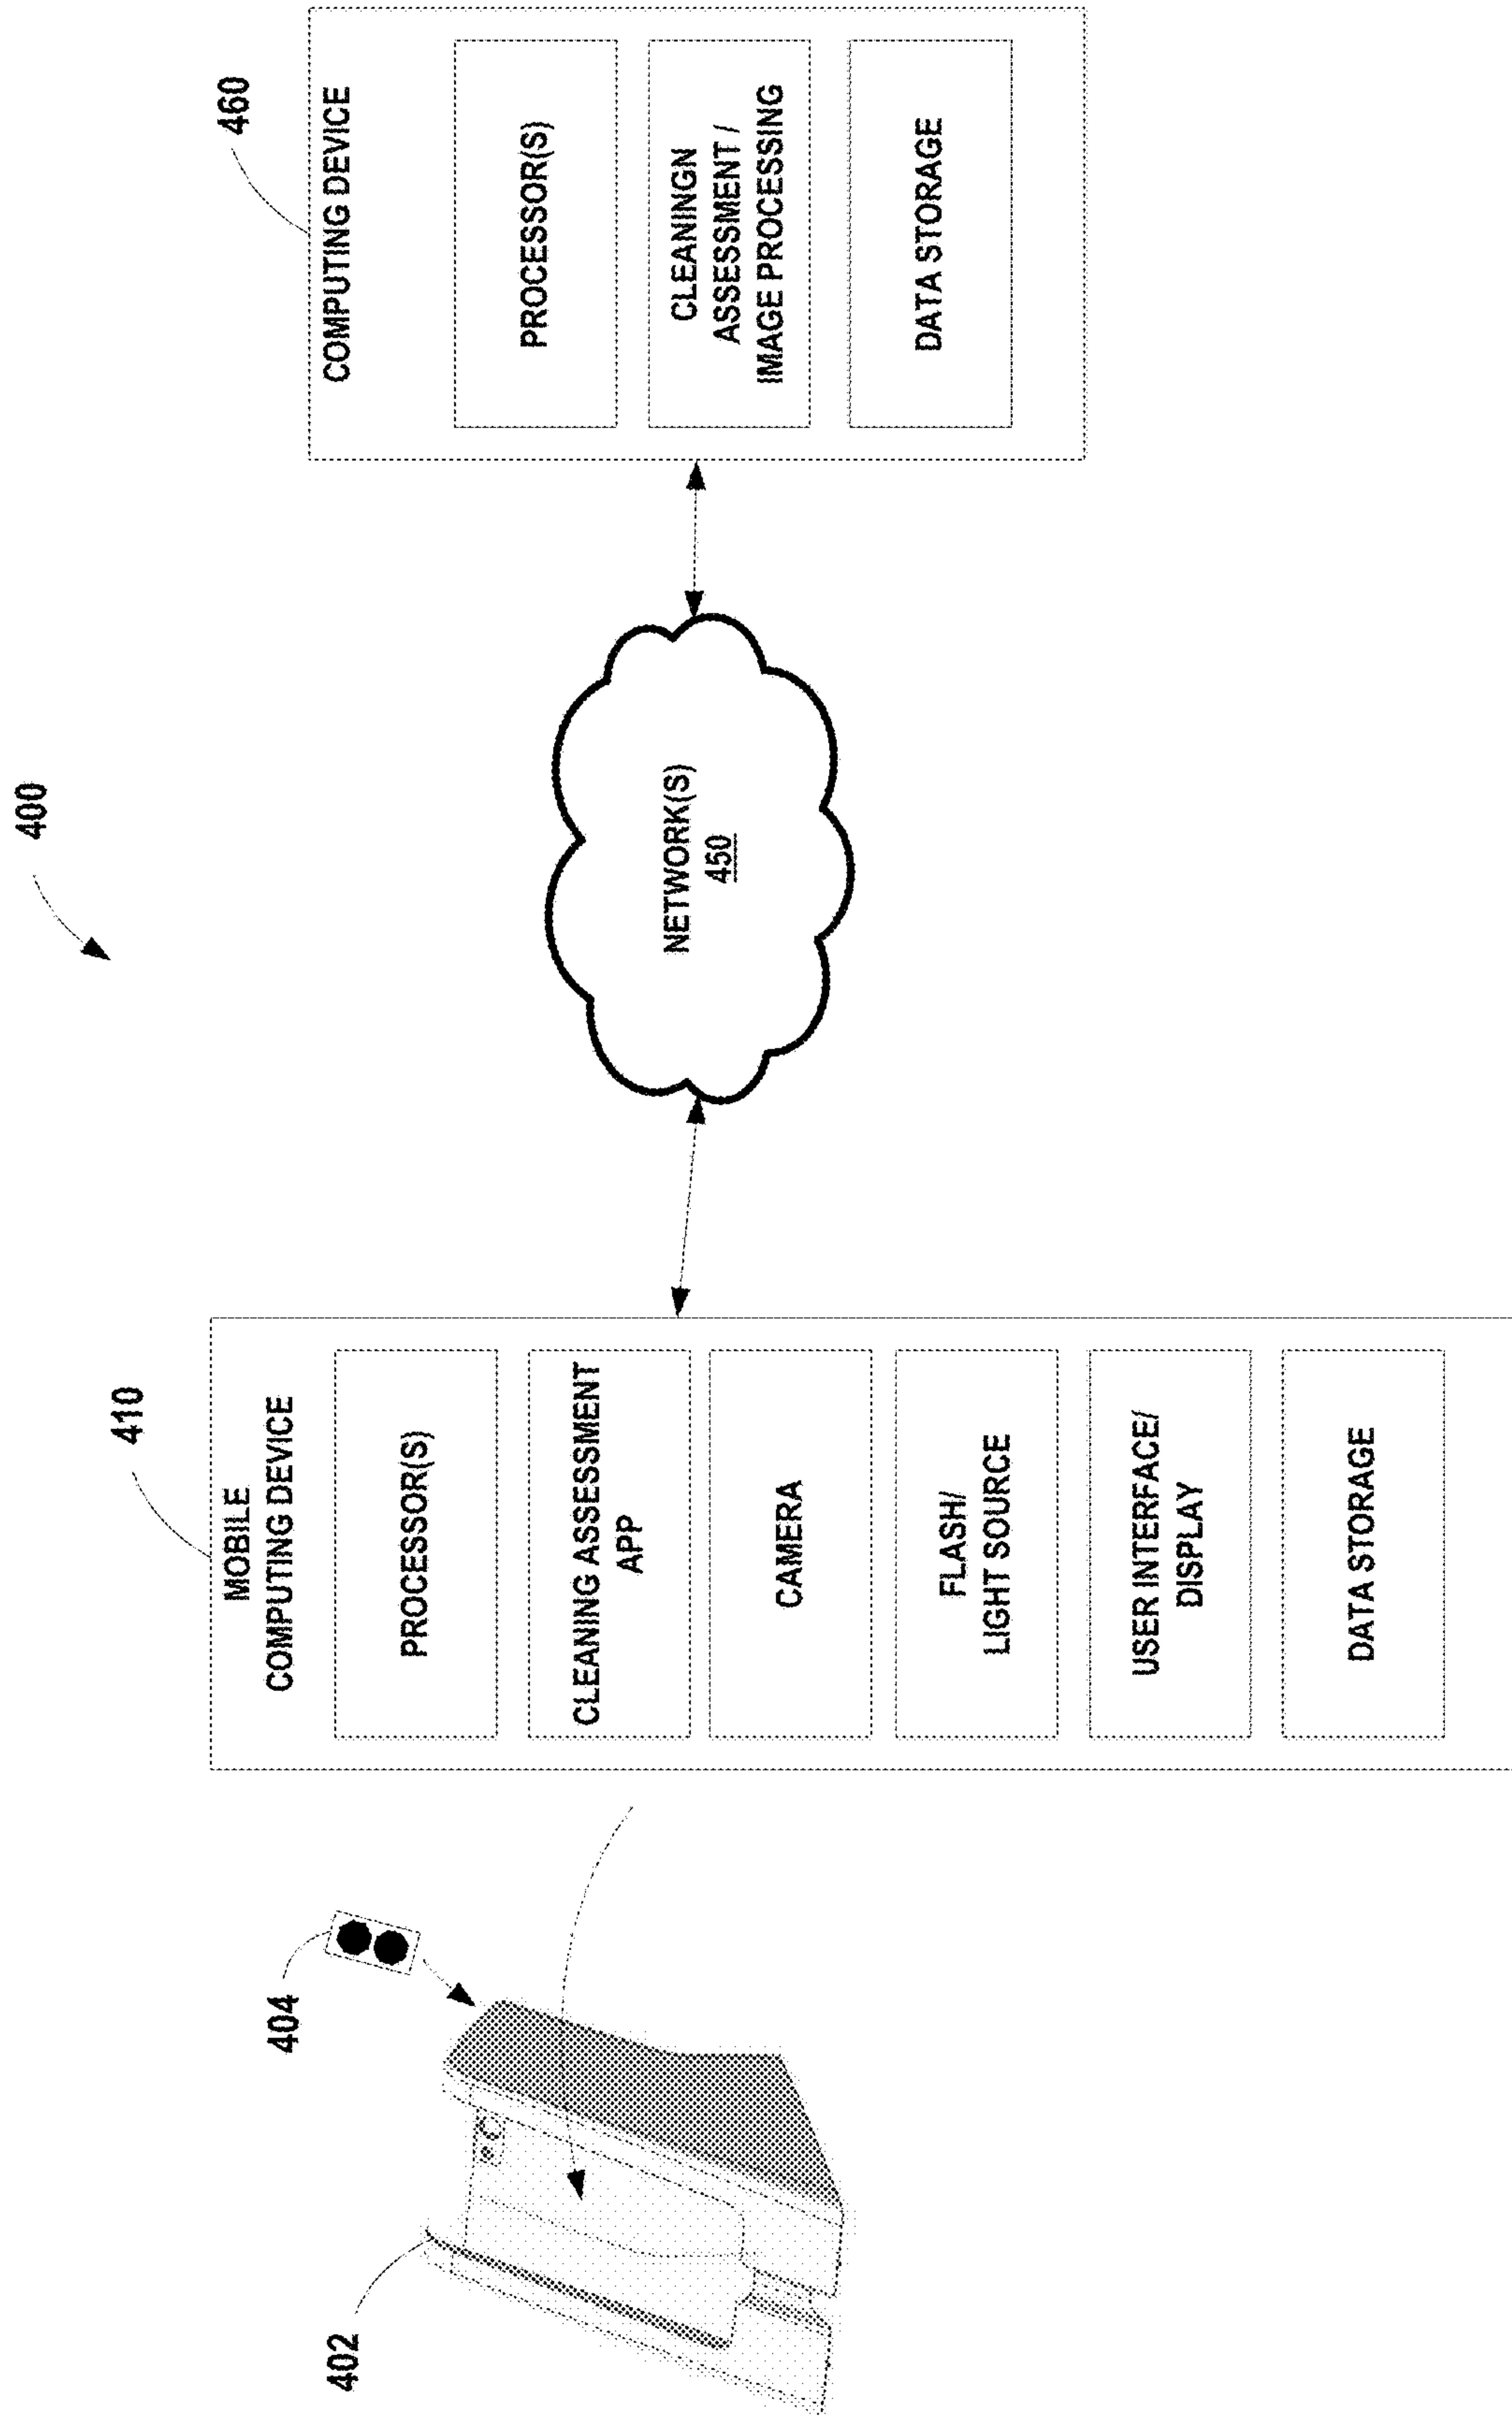 400
402
404
410
MOBILE
COMPUTING DEVICE
PROCESSOR(S)
CLEANING ASSESSMENT
APP
CAMERA
FLASH/
LIGHT SOURCE
USER INTERFACE/
DISPLAY
DATA STORAGE
NETWORK(S)
450
460
COMPUTING DEVICE
PROCESSOR(S)
CLEANINGN
ASSESSMENT /
IMAGE PROCESSING
DATA STORAGE